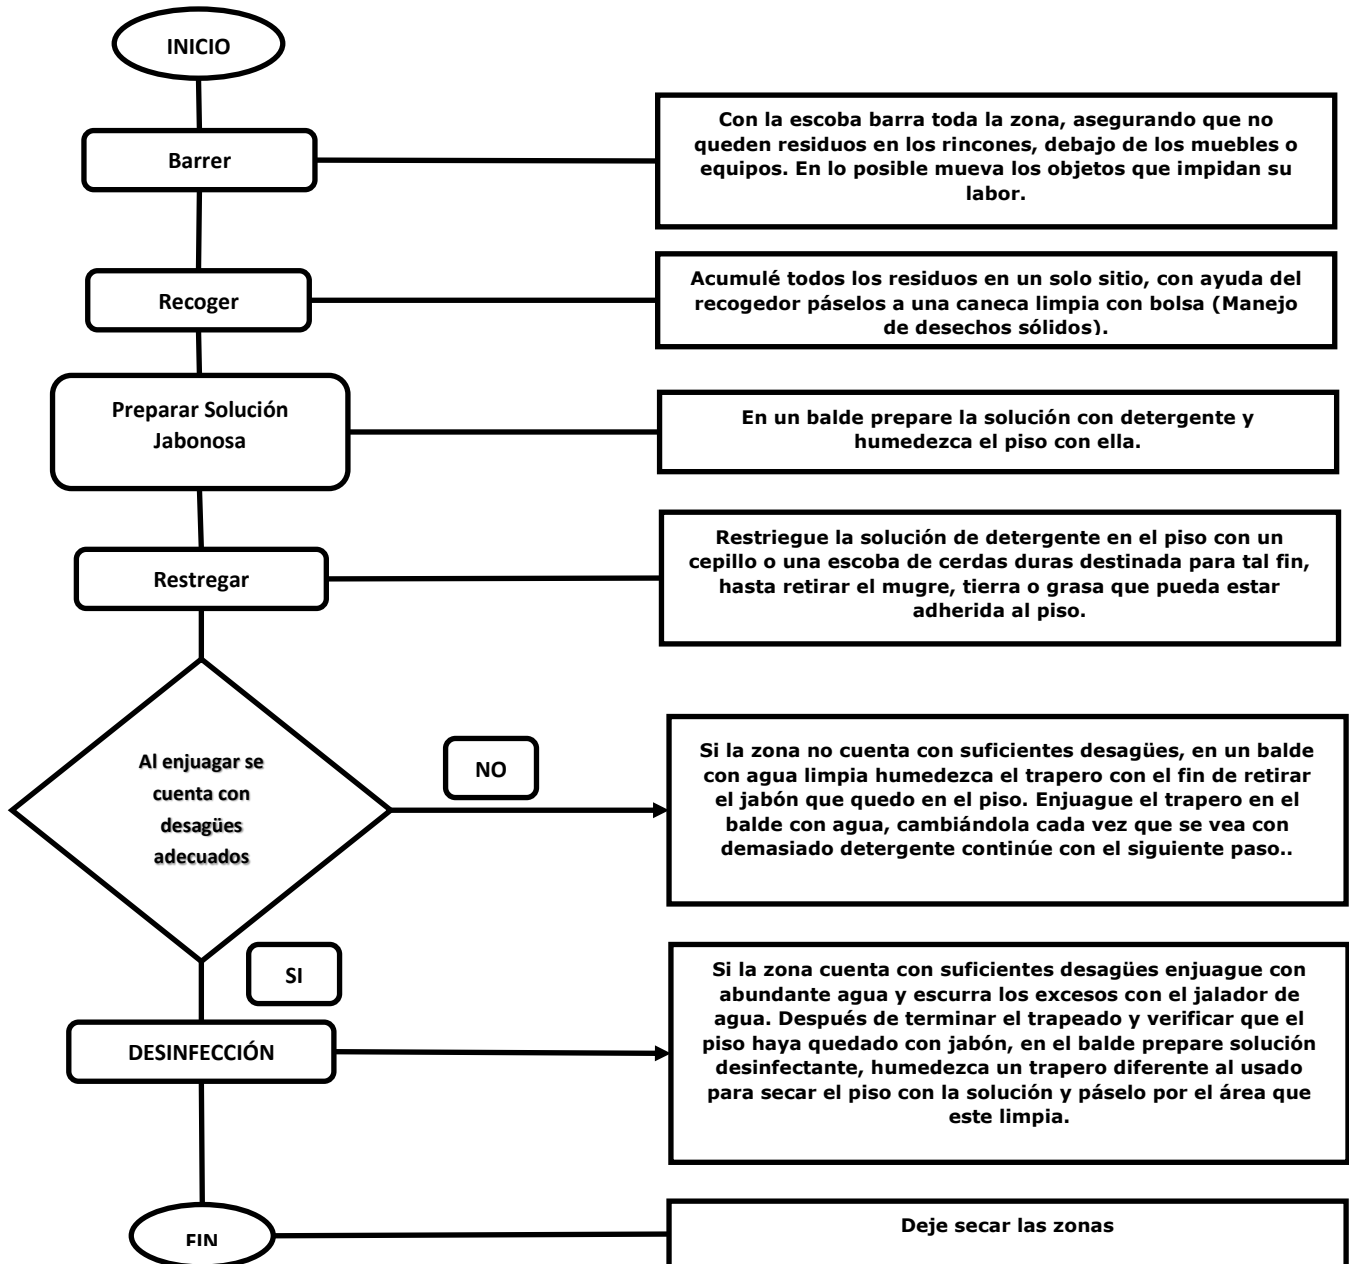 INICIO
Barrer
Con la escoba barra toda la zona, asegurando que no
queden residuos en los rincones, debajo de los muebles o
equipos. En lo posible mueva los objetos que impidan su
labor.
Recoger
Acumulé todos los residuos en un solo sitio, con ayuda del
recogedor páselos a una caneca limpia con bolsa (Manejo
de desechos sólidos).
Preparar Solución
Jabonosa
En un balde prepare la solución con detergente y
humedezca el piso con ella.
Restregar
Restriegue la solución de detergente en el piso con un
cepillo o una escoba de cerdas duras destinada para tal fin,
hasta retirar el mugre, tierra o grasa que pueda estar
adherida al piso.
Al enjuagar se
cuenta con
desagües
adecuados
NO
Si la zona no cuenta con suficientes desagües, en un balde
con agua limpia humedezca el trapero con el fin de retirar
el jabón que quedo en el piso. Enjuague el trapero en el
balde con agua, cambiándola cada vez que se vea con
demasiado detergente continúe con el siguiente paso..
SI
DESINFECCIÓN
Si la zona cuenta con suficientes desagües enjuague con
abundante agua y escurra los excesos con el jalador de
agua. Después de terminar el trapeado y verificar que el
piso haya quedado con jabón, en el balde prepare solución
desinfectante, humedezca un trapero diferente al usado
para secar el piso con la solución y páselo por el área que
este limpia.
FIN
Deje secar las zonas